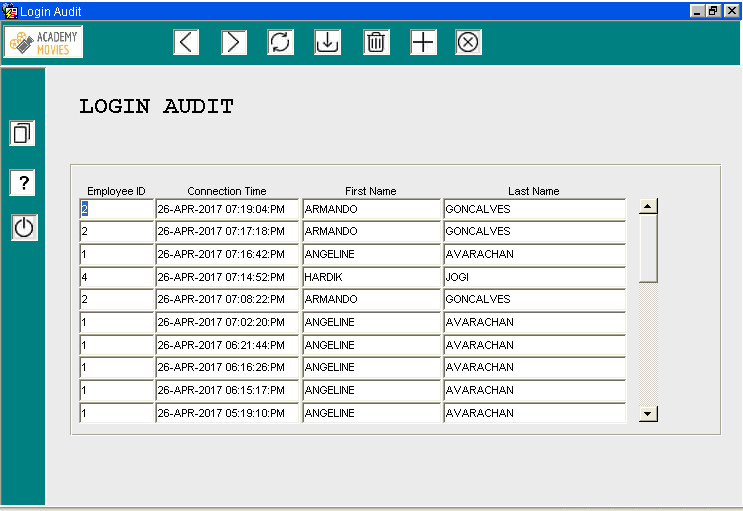 Login Audit
ACADEMY
MOVIES
LOGIN AUDIT
?
Employee ID Connection Time First Name Last Name
2 26-APR-2017 07:19:04:PM ARMANDO GONCALVES
2 26-APR-2017 07:17:18:PM ARMANDO GONCALVES
1 26-APR-2017 07:16:42:PM ANGELINE AVARACHAN
4 26-APR-2017 07:14:52:PM HARDIK JOGI
2 26-APR-2017 07:08:22:PM ARMANDO GONCALVES
1 26-APR-2017 07:02:20:PM ANGELINE AVARACHAN
1 26-APR-2017 06:21:44:PM ANGELINE AVARACHAN
1 26-APR-2017 06:16:26:PM ANGELINE AVARACHAN
1 26-APR-2017 06:15:17:PM ANGELINE AVARACHAN
1 26-APR-2017 05:19:10:PM ANGELINE AVARACHAN